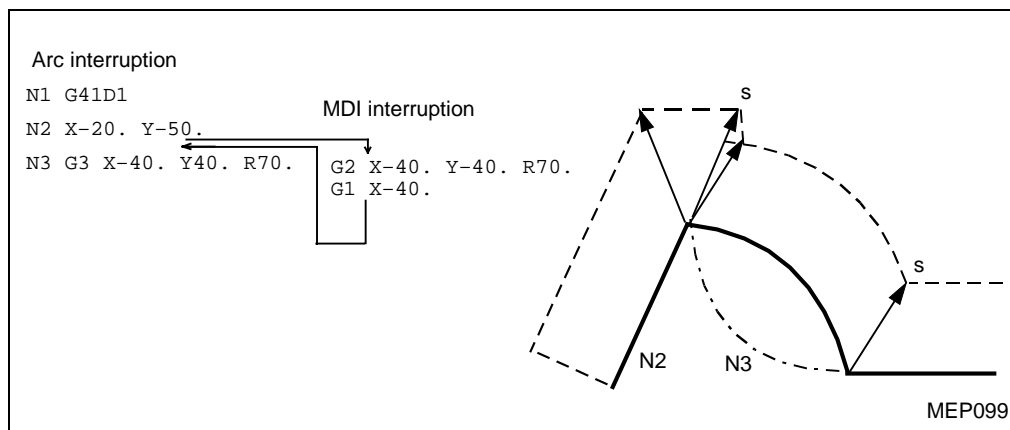 Arc interruption
N1 G41D1
MDI interruption
N2 X-20. Y-50.
N3 G3 X-40. Y40. R70.
G2 X-40. Y-40. R70.
G1 X-40.
s
s
N2
N3
MEP099